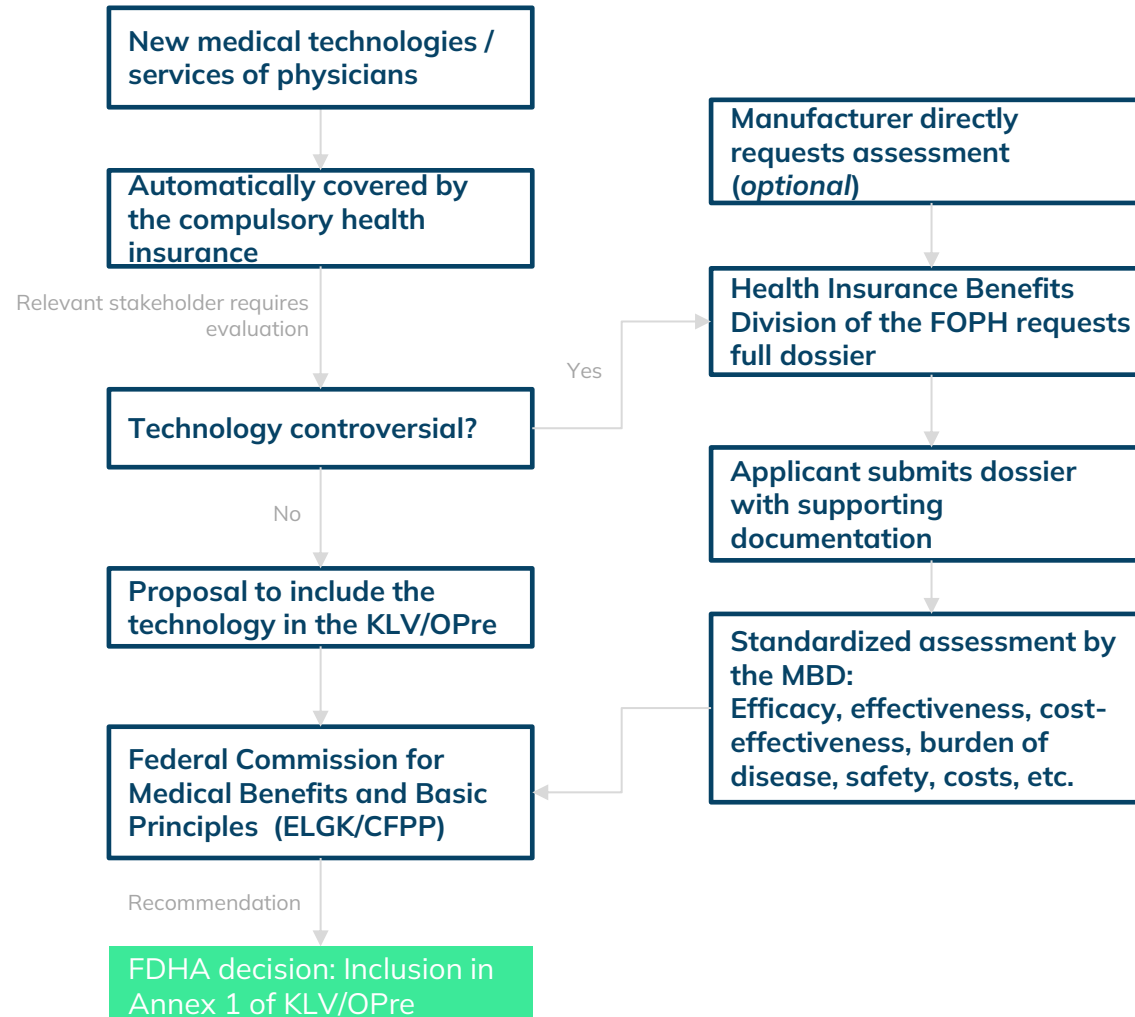 New medical technologies /
services of physicians
Automatically covered by
the compulsory health
insurance
Relevant stakeholder requires
evaluation
Technology controversial?
Yes
No
Proposal to include the
technology in the KLV/OPre
Federal Commission for
Medical Benefits and Basic
Principles (ELGK/CFPP)
Recommendation
FDHA decision: Inclusion in
Annex 1 of KLV/OPre
Manufacturer directly
requests assessment
(optional)
Health Insurance Benefits
Division of the FOPH requests
full dossier
Applicant submits dossier
with supporting
documentation
Standardized assessment by
the MBD:
Efficacy, effectiveness, cost-
effectiveness, burden of
disease, safety, costs, etc.